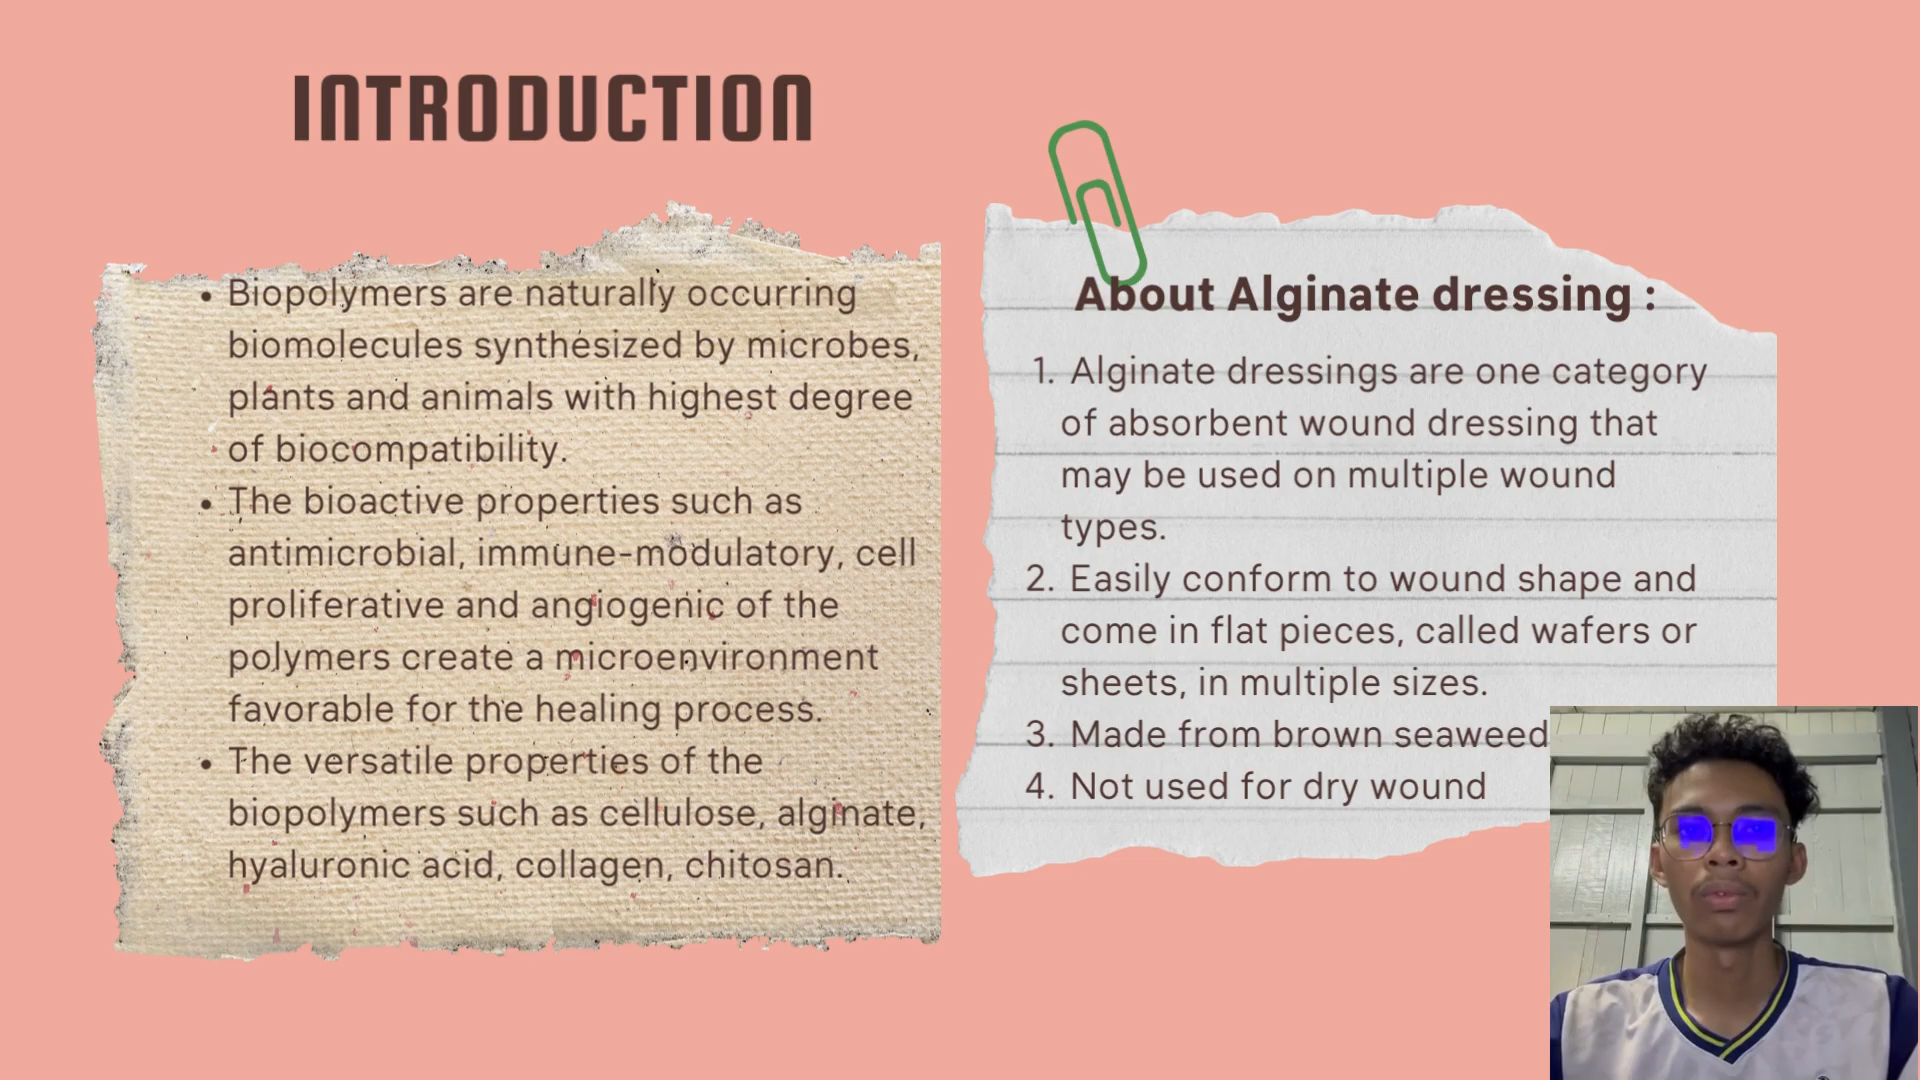 INTRODUCTION
• Biopolymers are naturally occurring
biomolecules synthesized by microbes,
plants and animals with highest degree
of biocompatibility.
• The bioactive properties such as
antimicrobial, immune-modulatory, cell
proliferative and angiogenic of the
polymers create a microenvironment
favorable for the healing process.
• The versatile properties of the
biopolymers such as cellulose, alginate,
hyaluronic acid, collagen, chitosan.
About Alginate dressing :
1. Alginate dressings are one category
of absorbent wound dressing that
may be used on multiple wound
types.
2. Easily conform to wound shape and
come in flat pieces, called wafers or
sheets, in multiple sizes.
3. Made from brown seaweed
4. Not used for dry wound